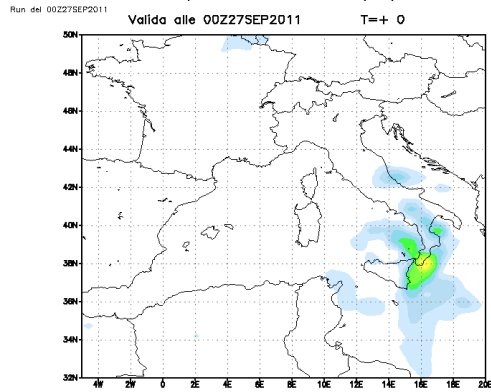 Run del 00Z27SEP2011
Valida alle 00Z27SEP2011 T=+ 0
50N
48N
46N
44N
42N
40N
38N
36N
34N
32N
4W 2W 0 2E 4E 6E 8E 10E 12E 14E 16E 18E 20E